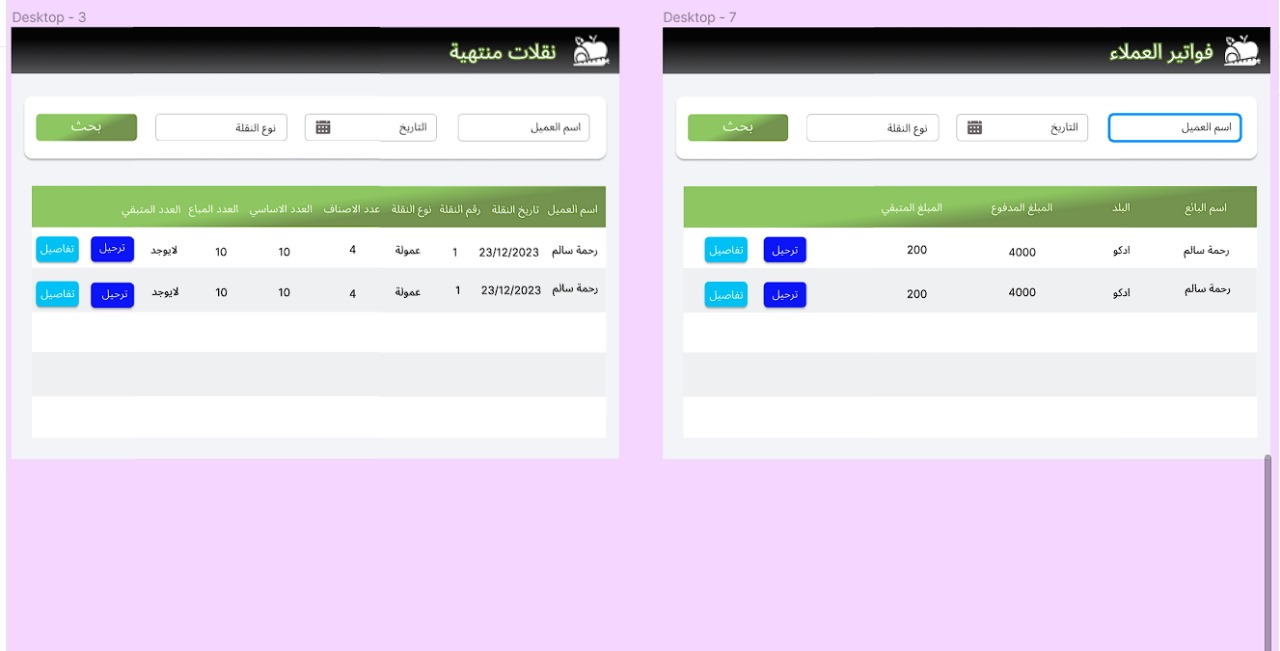 Desktop - 3
نقلات منتهية
اسم العميل التاريخ نوع النقلة بحث
اسم العميل تاريخ النقلة رقم النقلة نوع النقلة عدد الاصناف العدد الاساسي العدد المباع العدد المتبقي
رحمة سالم 23/12/2023 1 عمولة 4 10 10 لايوجد ترحيل تفاصيل
رحمة سالم 23/12/2023 1 عمولة 4 10 10 لايوجد ترحيل تفاصيل
Desktop - 7
فواتير العملاء
اسم العميل التاريخ نوع النقلة بحث
اسم البائع البلد المبلغ المدفوع المبلغ المتبقي
رحمة سالم ادكو 4000 200 ترحيل تفاصيل
رحمة سالم ادكو 4000 200 ترحيل تفاصيل